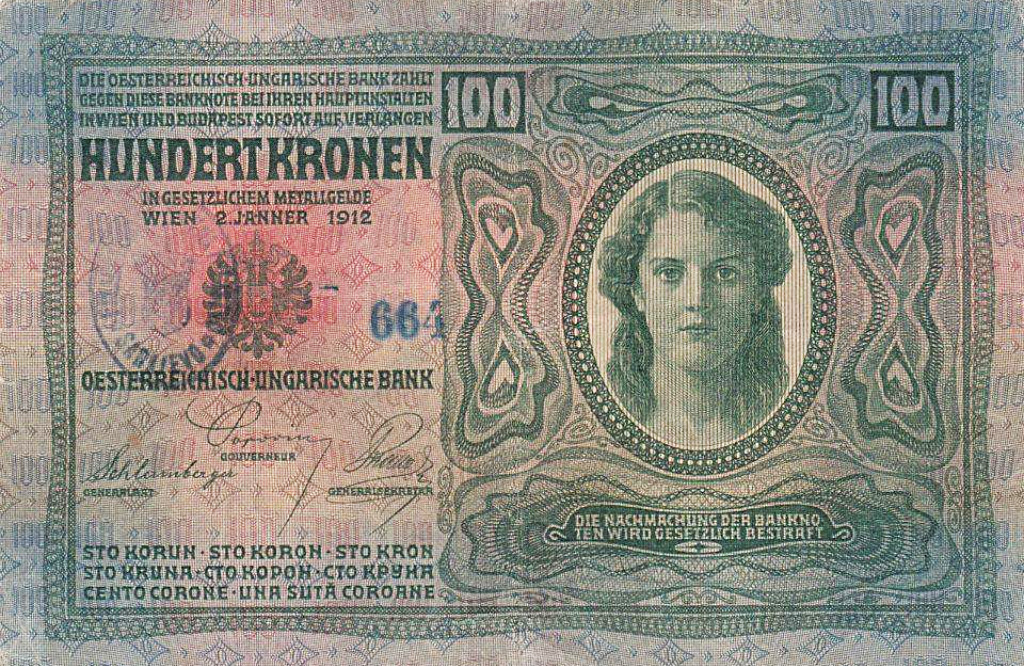 DIE OESTERREICHISCH-UNGARISCHE BANK ZAHLT
GEGEN DIESE BANKNOTE BEI IHREN HAUPTANSTALTEN
IN WIEN UND BUDAPEST SOFORT AUF VERLANGEN
HUNDERT KRONEN
IN GESETZLICHEM METALLGELDE
WIEN 2. JANNER 1912
664
OESTERREICHISCH-UNGARISCHE BANK
Popovics
GOUVERNEUR
Schlumberger
GENERALRAT
GENERALSEKRETÄR
STO KORUN · STO KORON · STO KRON
STO KRUNA · СТО КОРОН · СТО КРУНА
CENTO CORONE · UNA SUTĂ COROANE
100
100
DIE NACHMACHUNG DER BANKNO-
TEN WIRD GESETZLICH BESTRAFT